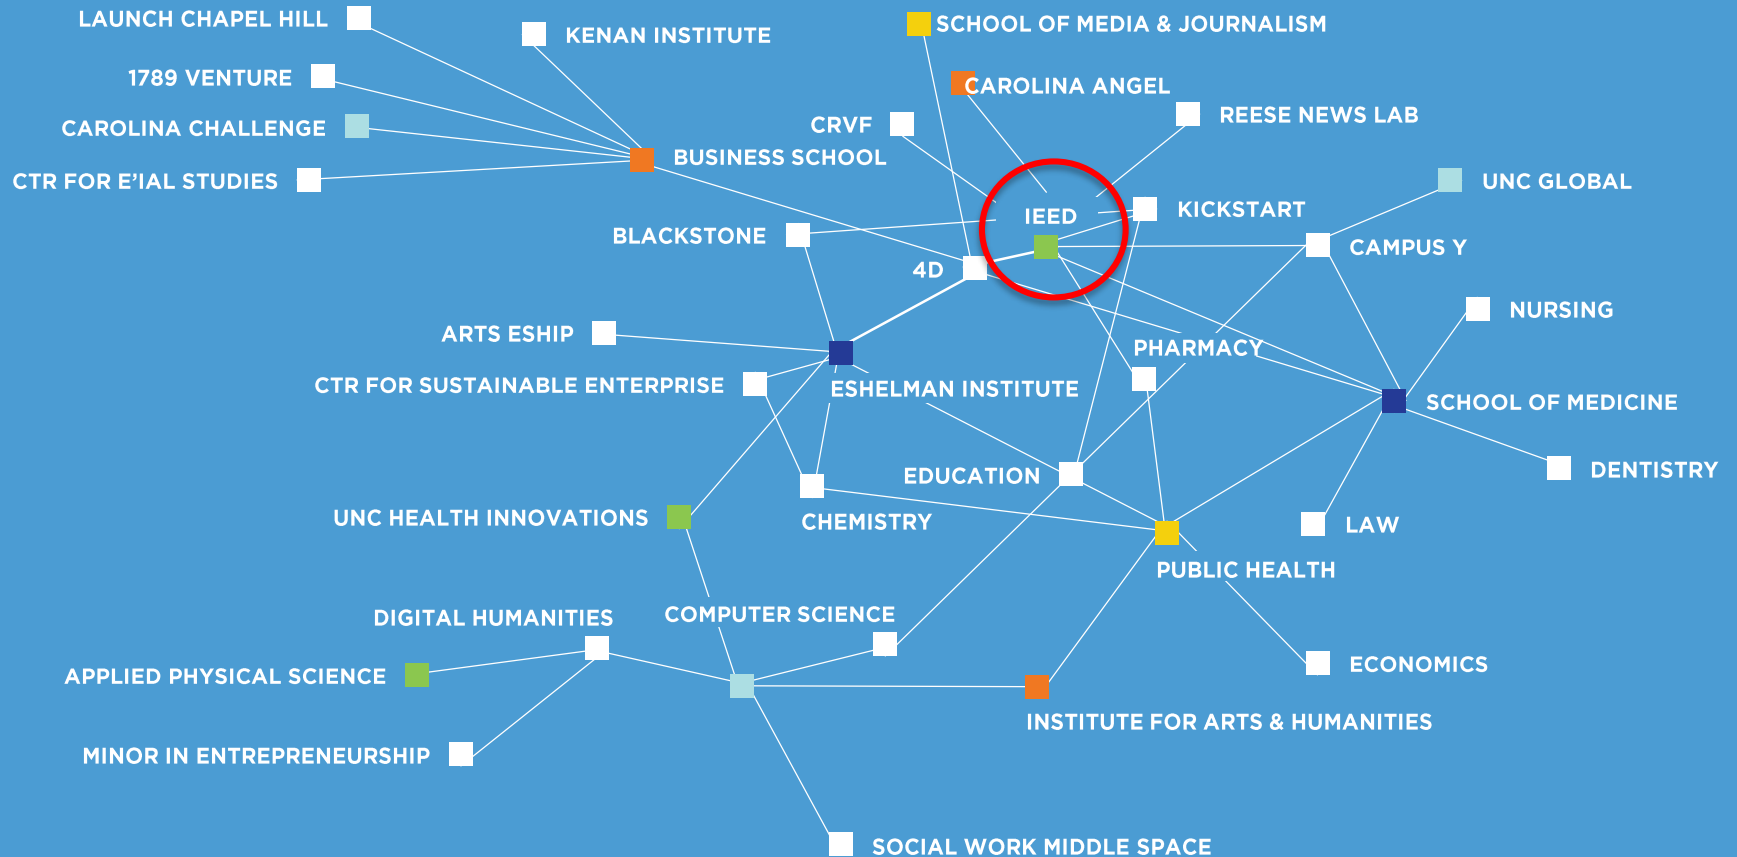 LAUNCH CHAPEL HILL
KENAN INSTITUTE
SCHOOL OF MEDIA & JOURNALISM
1789 VENTURE
CAROLINA ANGEL
CAROLINA CHALLENGE
CRVF
REESE NEWS LAB
BUSINESS SCHOOL
CTR FOR E'IAL STUDIES
UNC GLOBAL
IEED
KICKSTART
BLACKSTONE
CAMPUS Y
4D
NURSING
ARTS ESHIP
PHARMACY
CTR FOR SUSTAINABLE ENTERPRISE
ESHELMAN INSTITUTE
SCHOOL OF MEDICINE
EDUCATION
DENTISTRY
UNC HEALTH INNOVATIONS
CHEMISTRY
LAW
PUBLIC HEALTH
DIGITAL HUMANITIES
COMPUTER SCIENCE
ECONOMICS
APPLIED PHYSICAL SCIENCE
INSTITUTE FOR ARTS & HUMANITIES
MINOR IN ENTREPRENEURSHIP
SOCIAL WORK MIDDLE SPACE